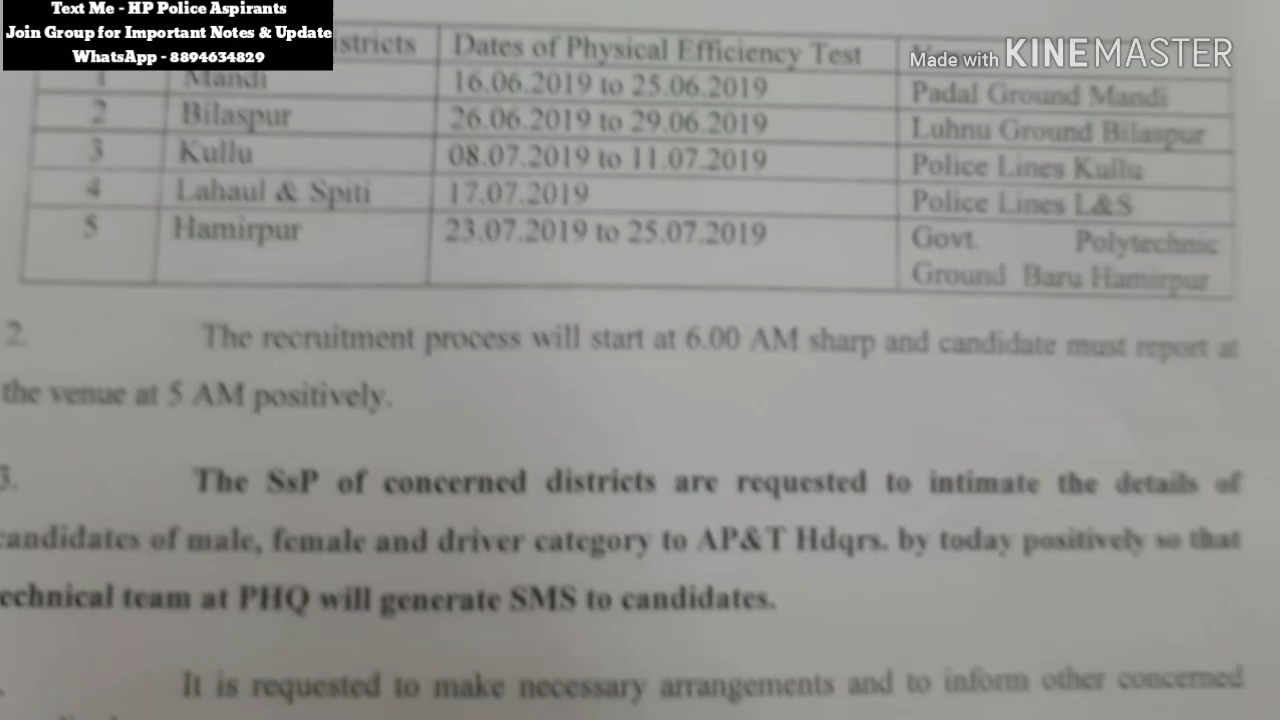 Text Me - HP Police Aspirants
Join Group for Important Notes & Update
WhatsApp - 8894634829
Made with KINEMASTER
istricts Dates of Physical Efficiency Test
1 Mandi 16.06.2019 to 25.06.2019 Padal Ground Mandi
2 Bilaspur 26.06.2019 to 29.06.2019 Luhnu Ground Bilaspur
3 Kullu 08.07.2019 to 11.07.2019 Police Lines Kullu
4 Lahaul & Spiti 17.07.2019 Police Lines L&S
5 Hamirpur 23.07.2019 to 25.07.2019 Govt. Polytechnic
Ground Baru Hamirpur
2. The recruitment process will start at 6.00 AM sharp and candidate must report at
the venue at 5 AM positively.
3. The SsP of concerned districts are requested to intimate the details of
candidates of male, female and driver category to AP&T Hdqrs. by today positively so that
echnical team at PHQ will generate SMS to candidates.
It is requested to make necessary arrangements and to inform other concerned